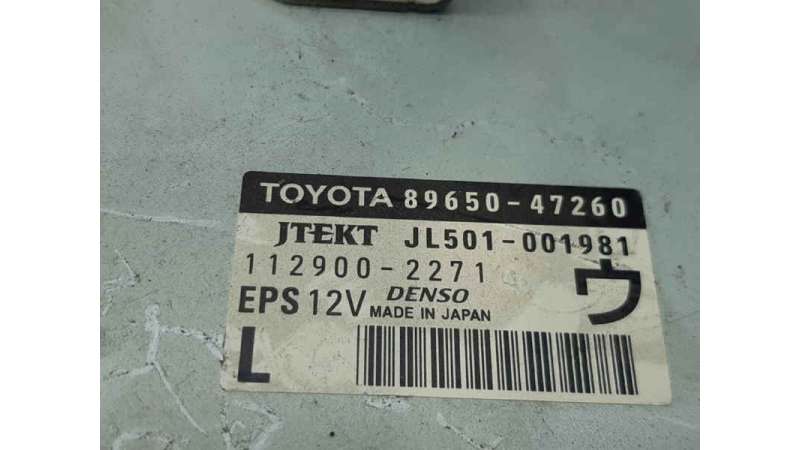 TOYOTA 89650-47260
JTEKT JL501-001981
112900-2271
ウ
EPS 12V DENSO
MADE IN JAPAN
L